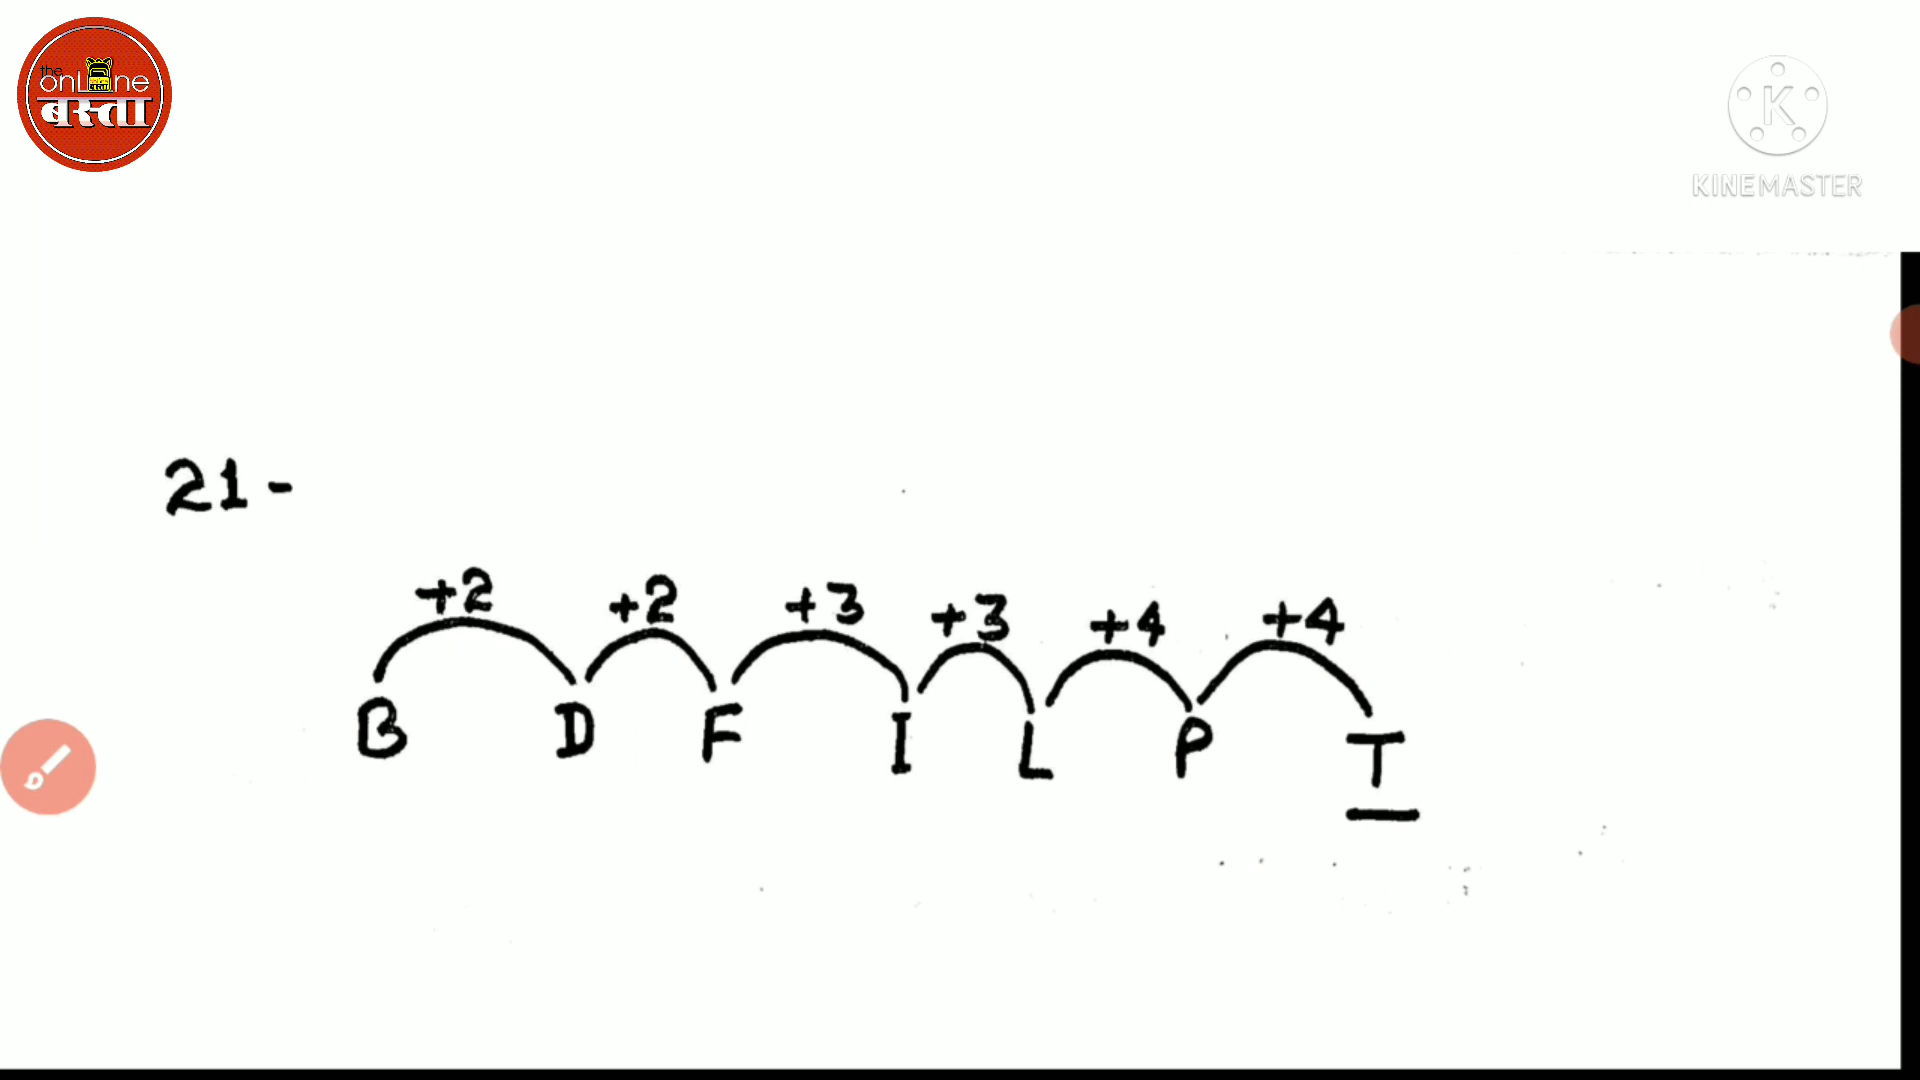 the
onLine
बस्ता
K
KINEMASTER
21-
+2 +2 +3 +3 +4 +4
B D F I L P T